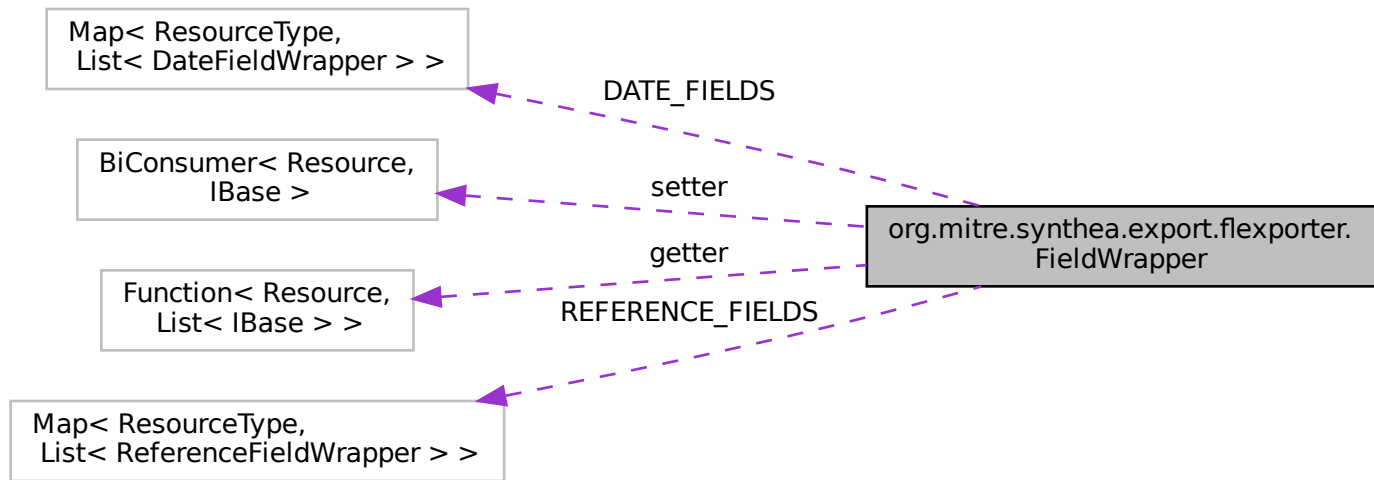 Map< ResourceType,
List< DateFieldWrapper > >
DATE_FIELDS
BiConsumer< Resource,
IBase >
setter
org.mitre.synthea.export.flexporter.
FieldWrapper
getter
Function< Resource,
List< IBase > >
REFERENCE_FIELDS
Map< ResourceType,
List< ReferenceFieldWrapper > >